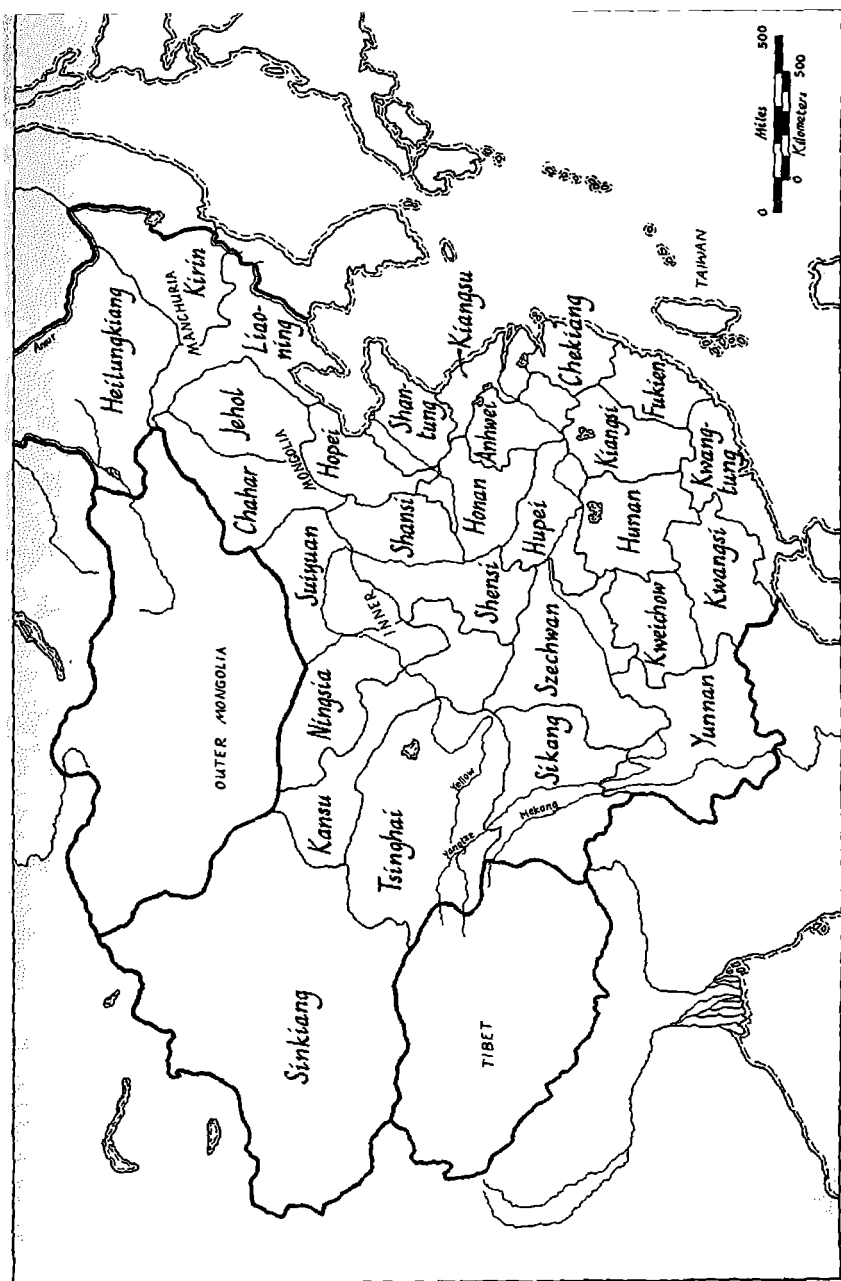 Amur
Heilungkiang
MANCHURIA
Kirin
Liao-
ning
Jehol
Chahar
MONGOLIA
Hopei
OUTER MONGOLIA
Suiyuan
INNER
Ningsia
Kansu
Shansi
Shan-
tung
Kiangsu
Sinkiang
Tsinghai
Yellow
Yangtze
Mekong
Shensi
Honan
Anhwei
TIBET
Sikang
Szechwan
Hupei
Chekiang
Kweichow
Hunan
Kiangsi
Fukien
Yunnan
Kwangsi
Kwang-
tung
TAIWAN
0 Miles 500
0 Kilometers 500